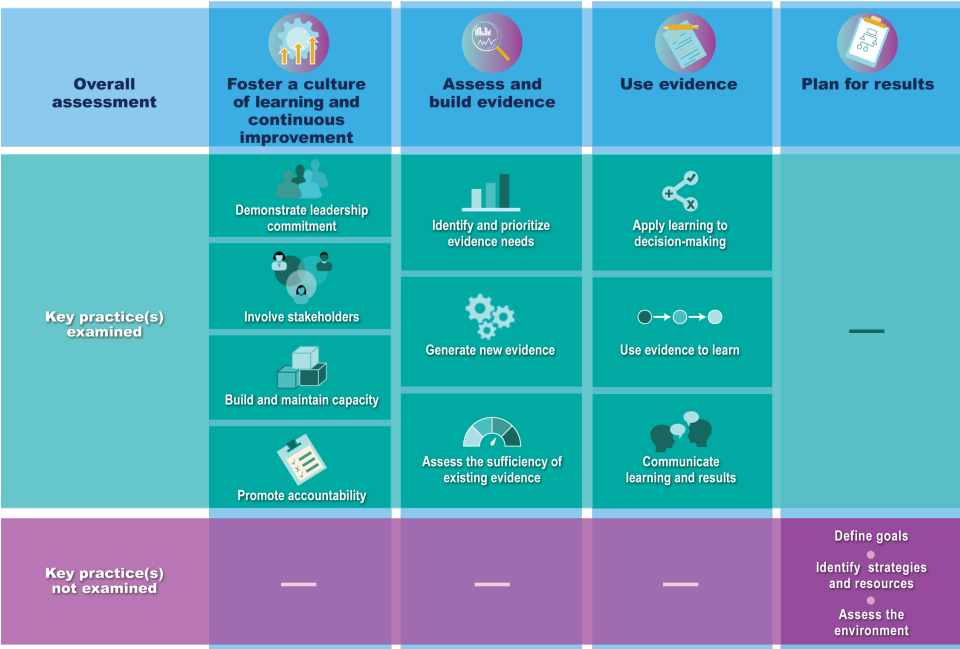 Overall
assessment
Foster a culture
of learning and
continuous
improvement
Assess and
build evidence
Use evidence
Plan for results
Key practice(s)
examined
Demonstrate leadership
commitment
Involve stakeholders
Build and maintain capacity
Promote accountability
Identify and prioritize
evidence needs
Generate new evidence
Assess the sufficiency of
existing evidence
Apply learning to
decision-making
Use evidence to learn
Communicate
learning and results
—
Key practice(s)
not examined
—
—
—
Define goals
Identify strategies
and resources
Assess the
environment